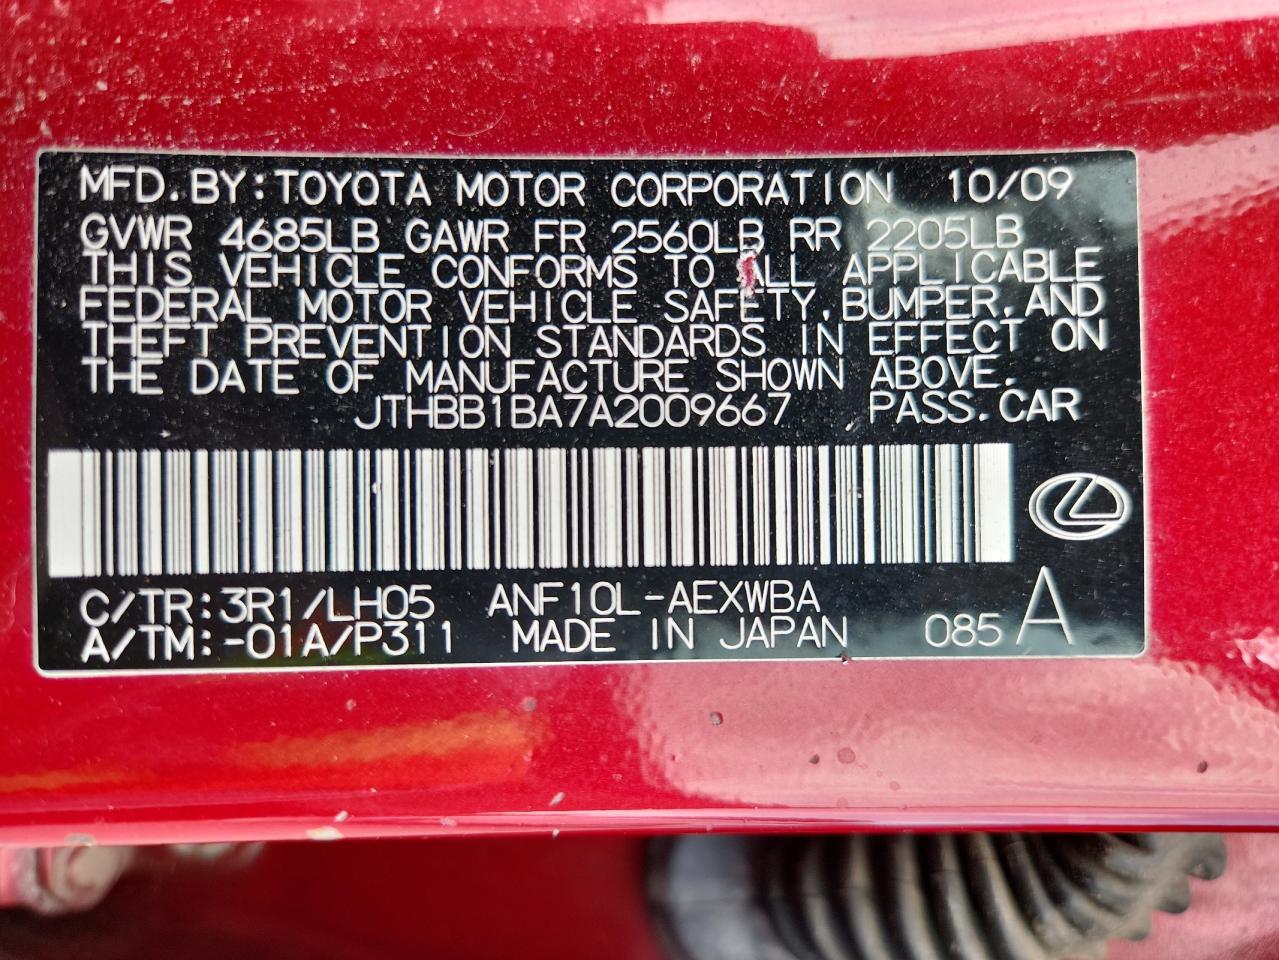 MFD.BY:TOYOTA MOTOR CORPORATION 10/09
GVWR 4685LB GAWR FR 2560LB RR 2205LB
THIS VEHICLE CONFORMS TO ALL APPLICABLE
FEDERAL MOTOR VEHICLE SAFETY,BUMPER,AND
THEFT PREVENTION STANDARDS IN EFFECT ON
THE DATE OF MANUFACTURE SHOWN ABOVE.
JTHBB1BA7A2009667 PASS.CAR
C/TR:3R1/LH05 ANF10L-AEXWBA
A/TM:-01A/P311 MADE IN JAPAN 085 A